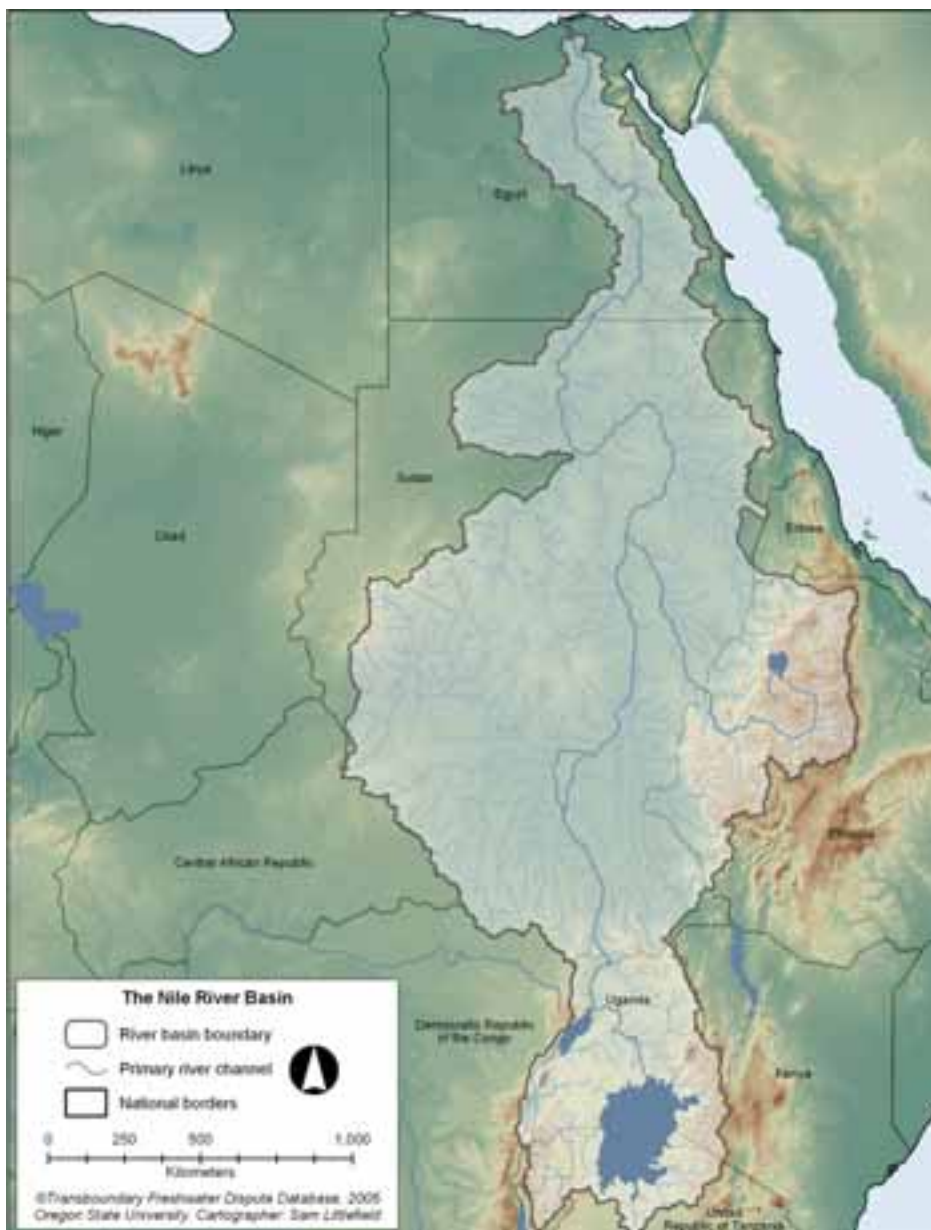 Libya
Egypt
Niger
Chad
Sudan
Eritrea
Ethiopia
Central African Republic
Uganda
Democratic Republic
of the Congo
Kenya
United
Republic of Tanzania
The Nile River Basin
River basin boundary
Primary river channel
National borders
0 250 500 1,000
Kilometers
©Transboundary Freshwater Dispute Database, 2005
Oregon State University. Cartographer: Sam Littlefield